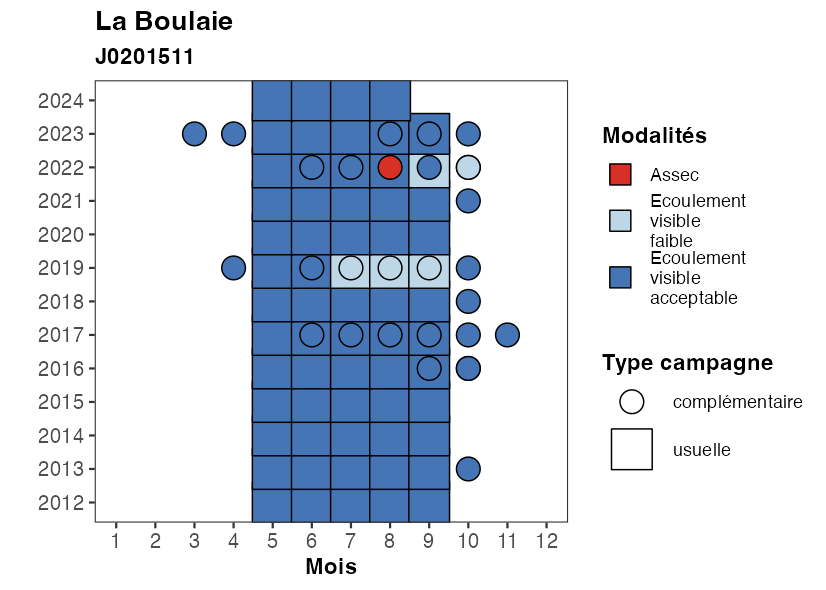 La Boulaie
J0201511
2024
2023
2022
2021
2020
2019
2018
2017
2016
2015
2014
2013
2012
1 2 3 4 5 6 7 8 9 10 11 12
Mois
Modalités
Assec
Ecoulement
visible
faible
Ecoulement
visible
acceptable
Type campagne
complémentaire
usuelle